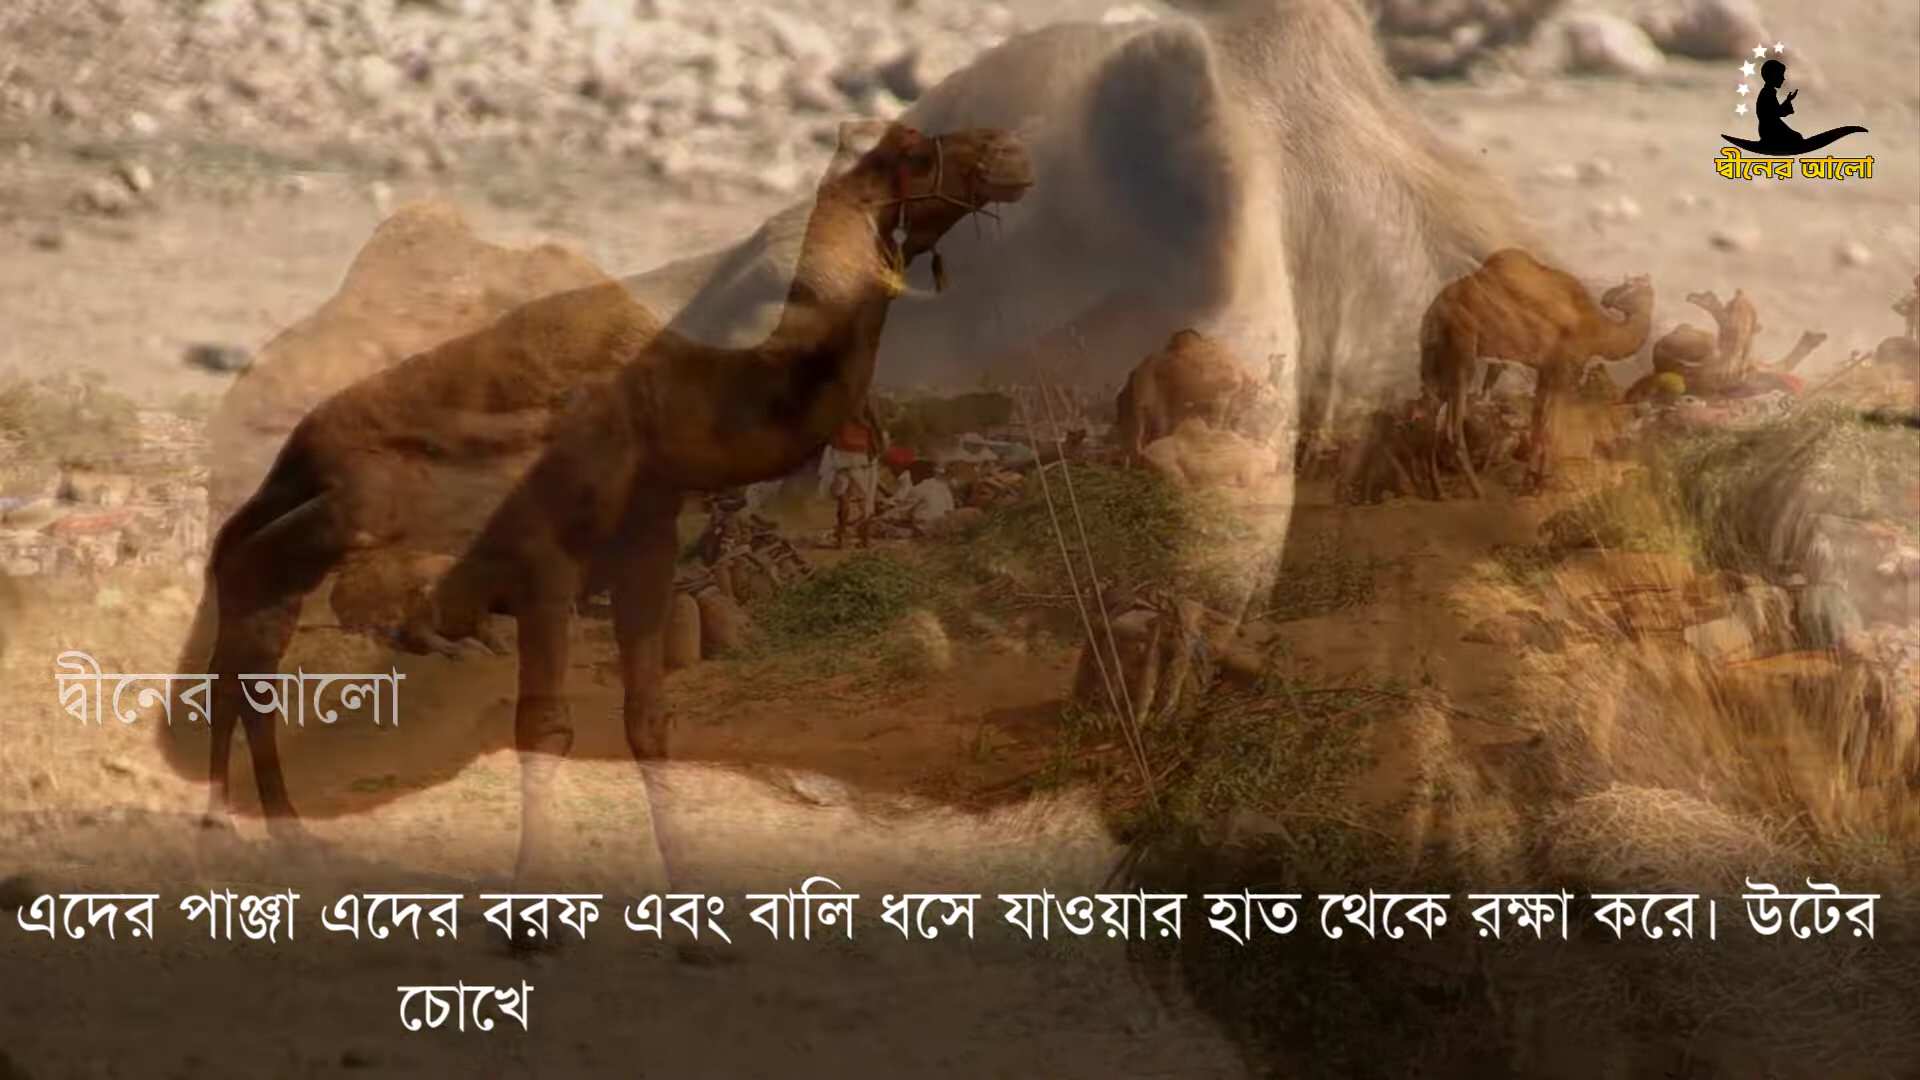 দ্বীনের আলো
দ্বীনের আলো
এদের পাঞ্জা এদের বরফ এবং বালি ধসে যাওয়ার হাত থেকে রক্ষা করে। উটের
চোখে